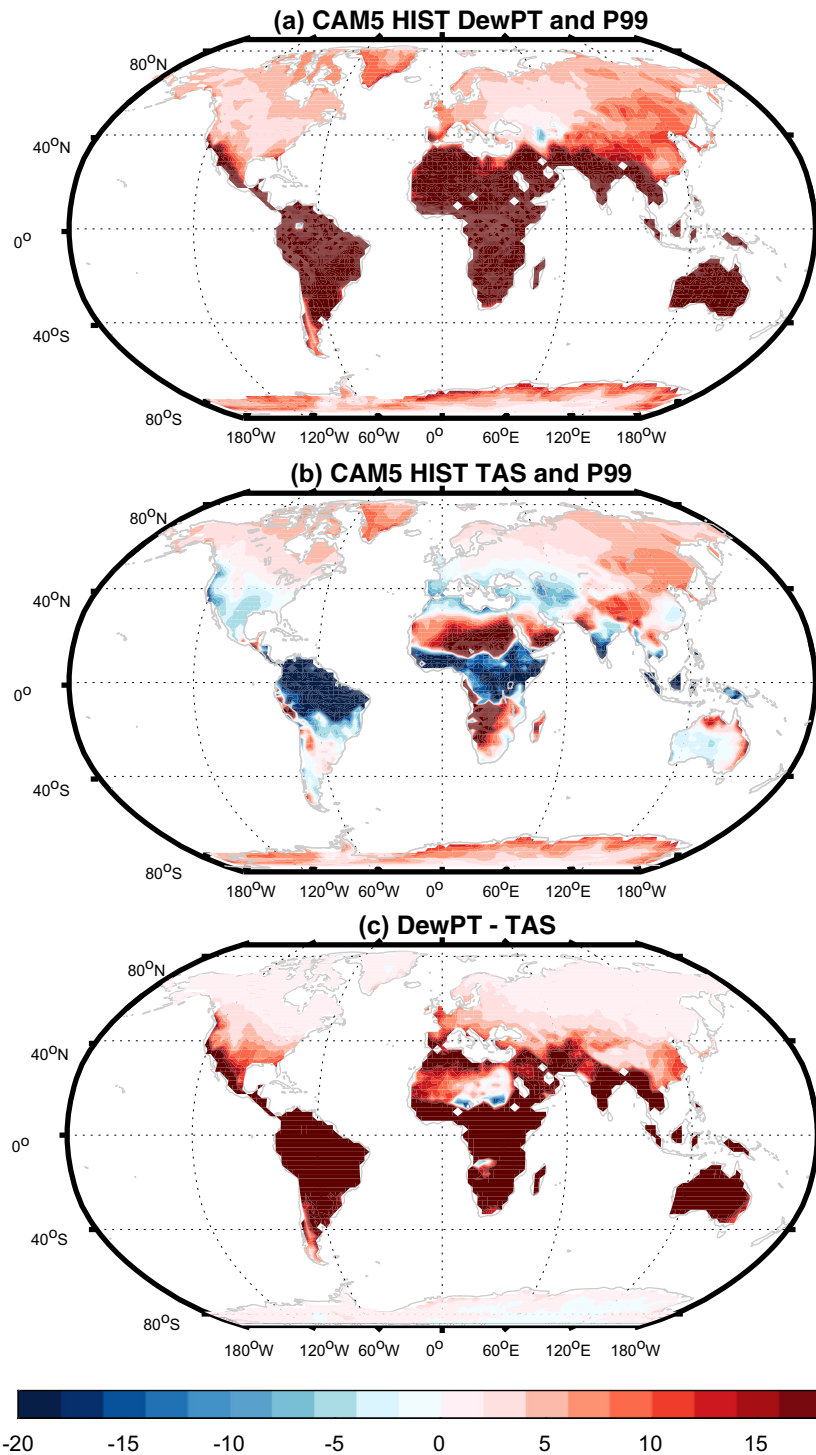 (a) CAM5 HIST DewPT and P99
80oN
40oN
0o
40oS
80oS
180oW 120oW 60oW 0o 60oE 120oE 180oW
(b) CAM5 HIST TAS and P99
80oN
40oN
0o
40oS
80oS
180oW 120oW 60oW 0o 60oE 120oE 180oW
(c) DewPT - TAS
80oN
40oN
0o
40oS
80oS
180oW 120oW 60oW 0o 60oE 120oE 180oW
-20 -15 -10 -5 0 5 10 15